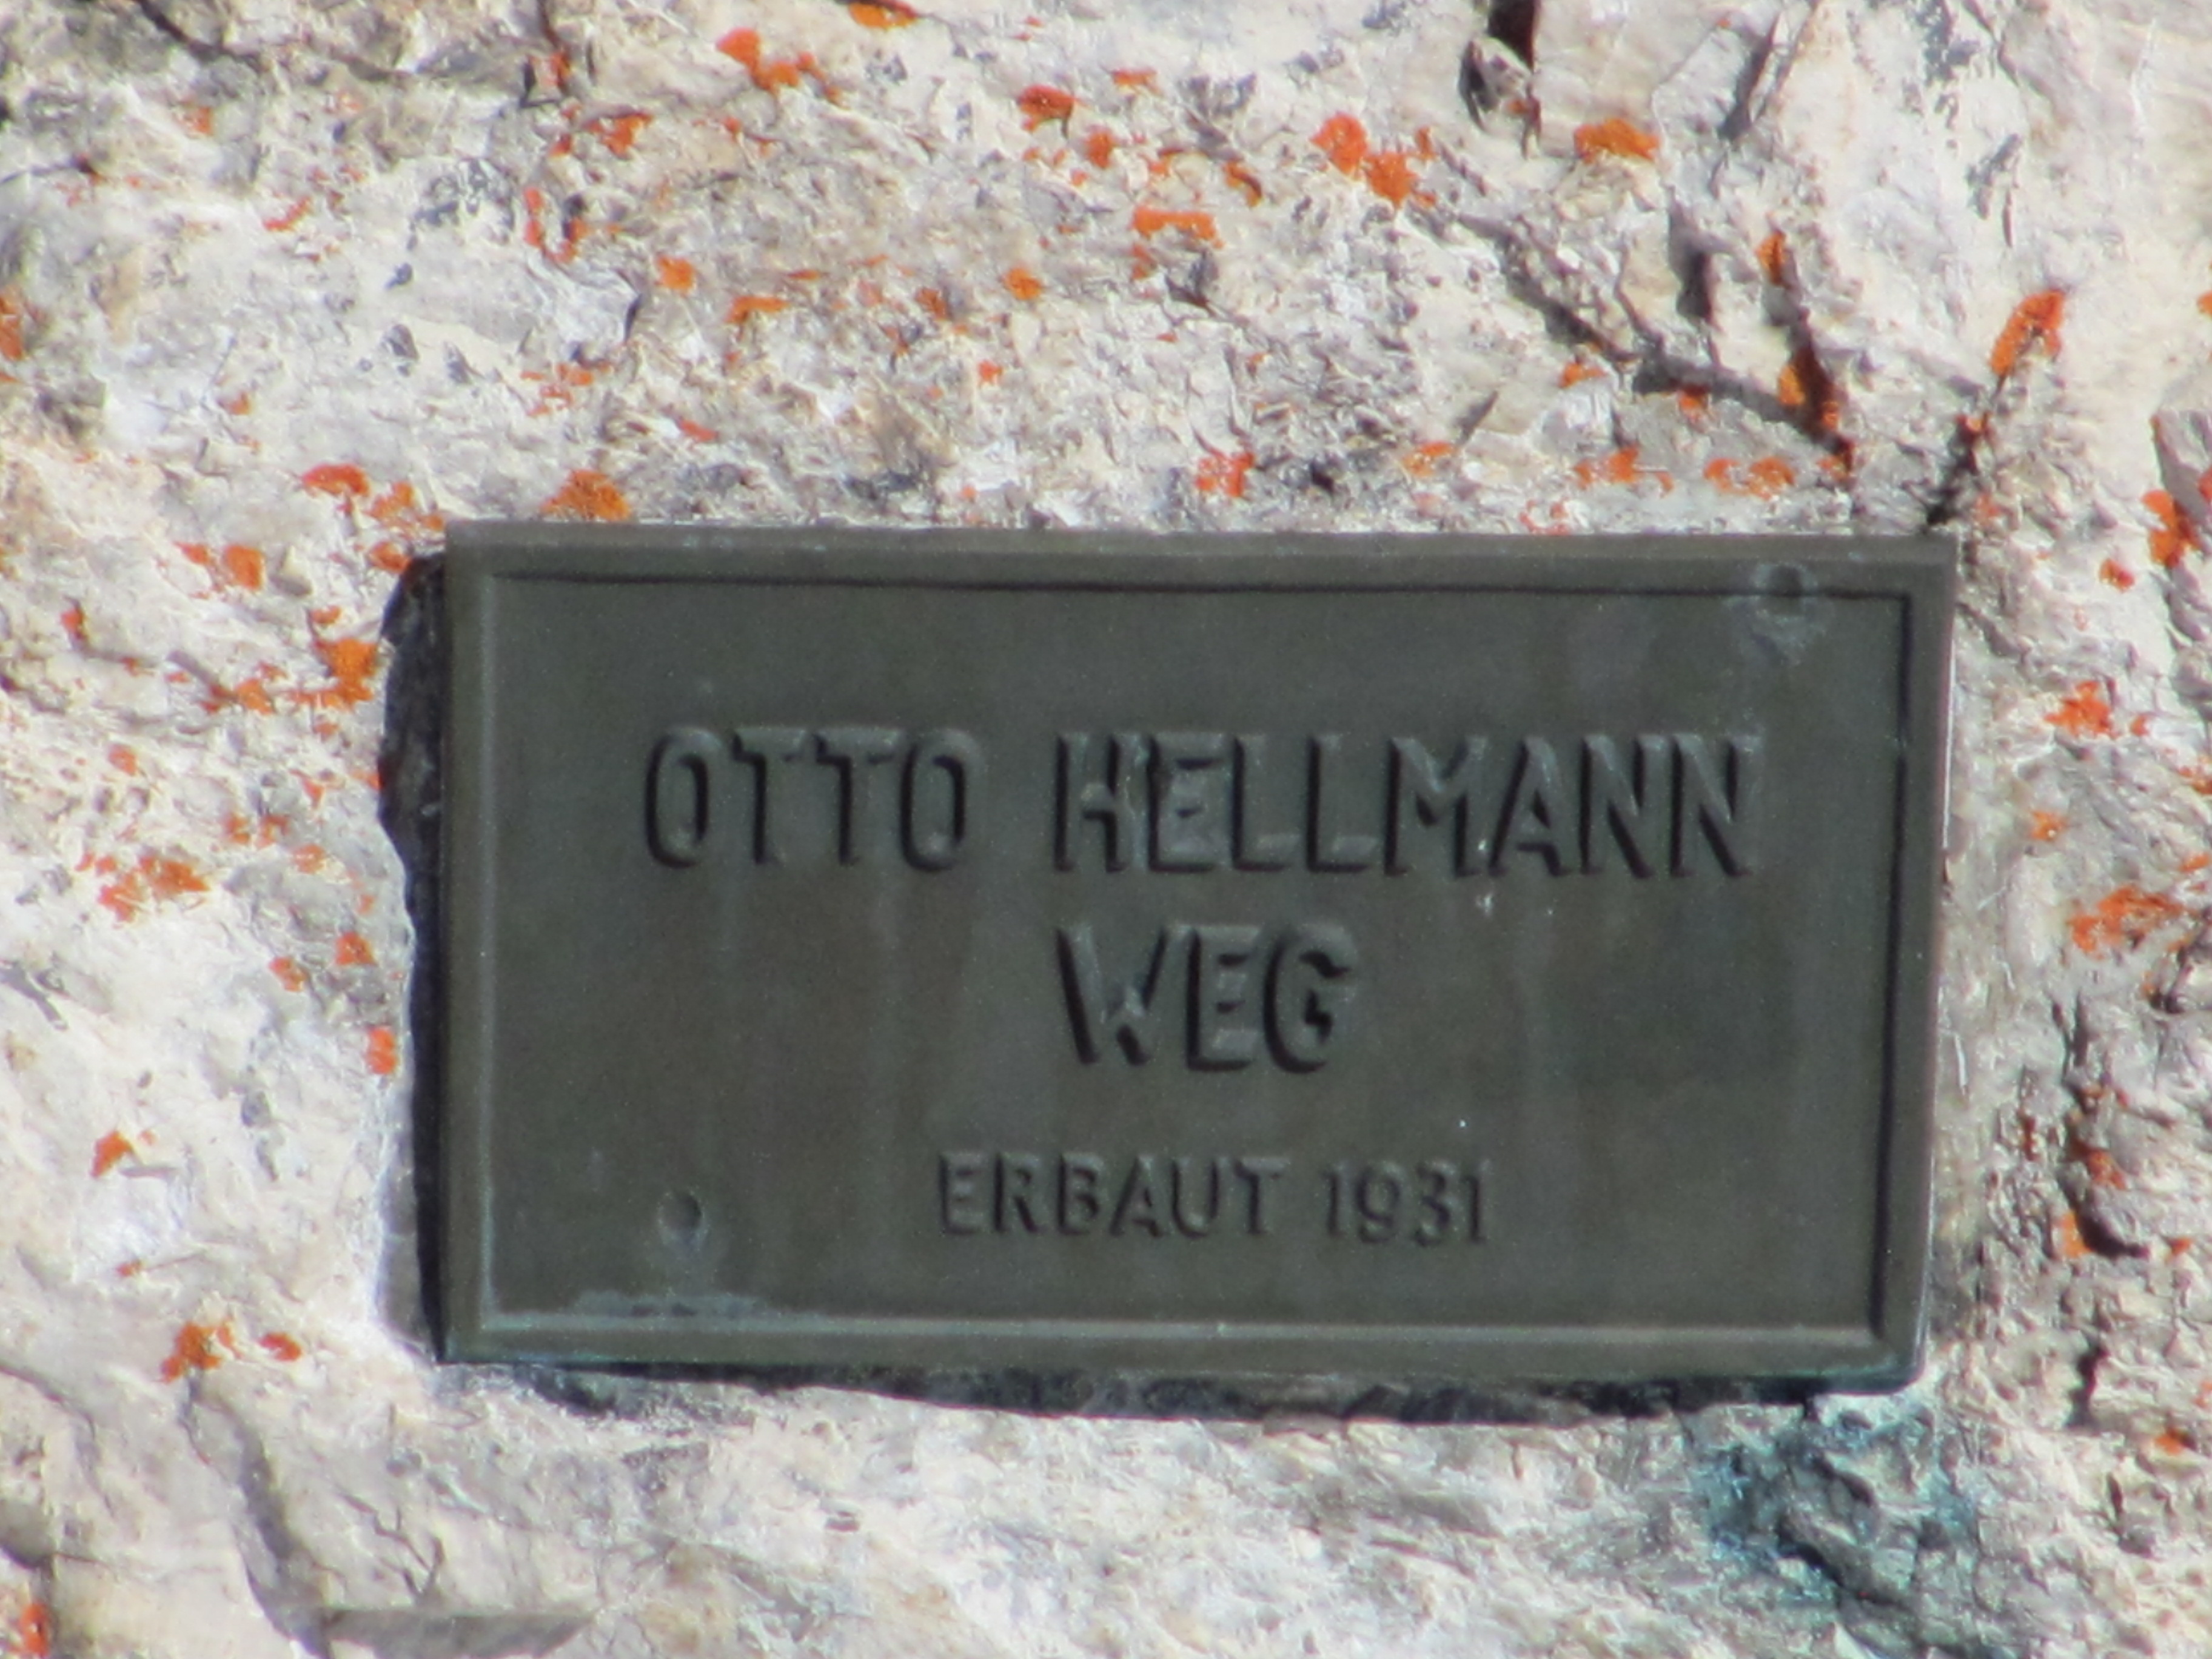 OTTO HELLMANN
WEG
ERBAUT 1931